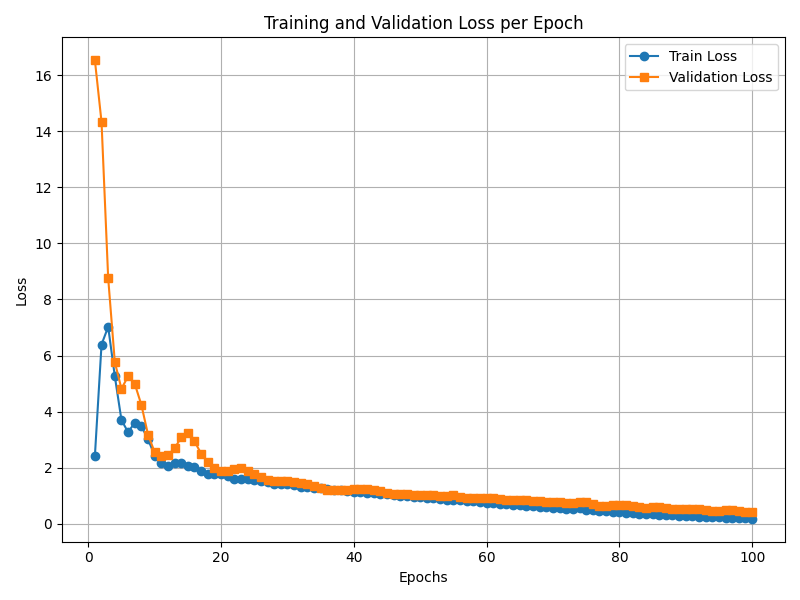 Training and Validation Loss per Epoch
Train Loss
Validation Loss
16
14
12
10
8
6
4
2
0
Loss
0 20 40 60 80 100
Epochs